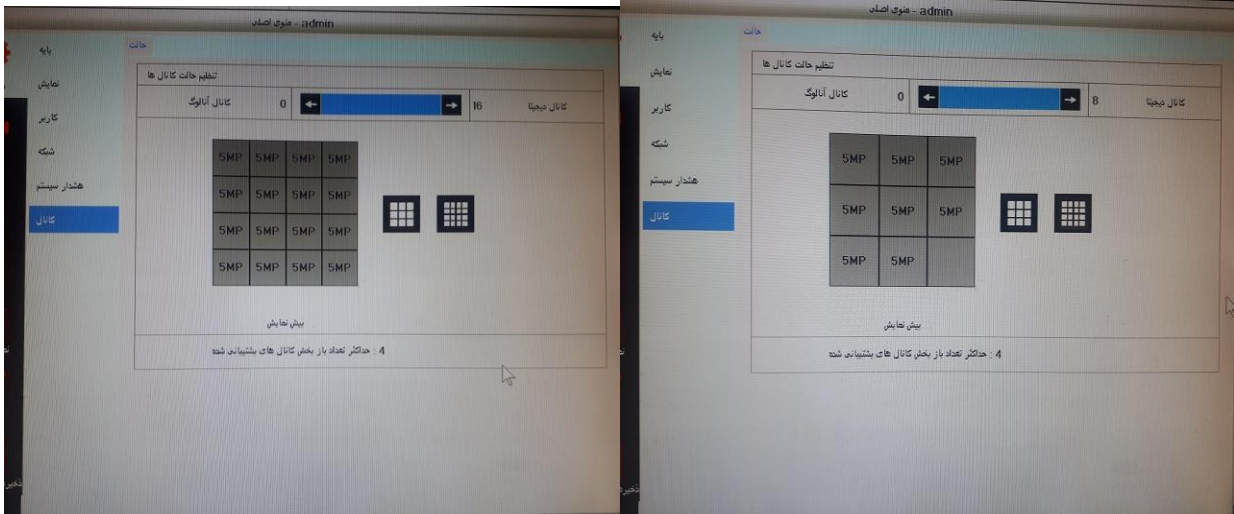 admin - منوی اصلی
حالت
پایه
نمایش
کاربر
شبکه
هشدار سیستم
کانال
تنظیم حالت کانال ها
کانال آنالوگ 0 16 کانال دیجیتا
5MP 5MP 5MP 5MP
5MP 5MP 5MP 5MP
5MP 5MP 5MP 5MP
5MP 5MP 5MP 5MP
پیش نمایش
4 : حداکثر تعداد باز پخش کانال های پشتیبانی شده
admin - منوی اصلی
حالت
پایه
نمایش
کاربر
شبکه
هشدار سیستم
کانال
تنظیم حالت کانال ها
کانال آنالوگ 0 8 کانال دیجیتا
5MP 5MP 5MP
5MP 5MP 5MP
5MP 5MP
پیش نمایش
4 : حداکثر تعداد باز پخش کانال های پشتیبانی شده